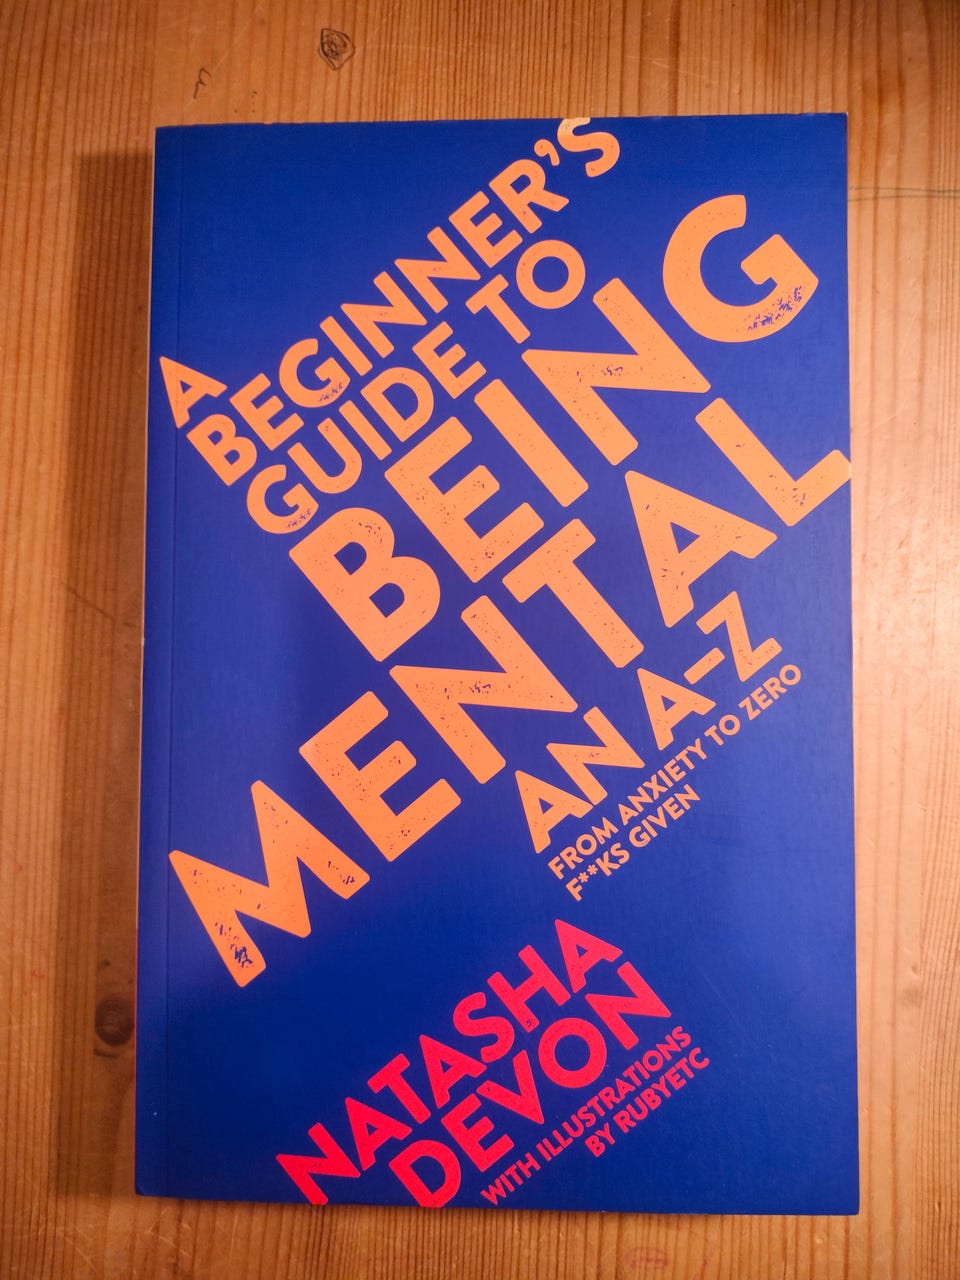 A
BEGINNER'S
GUIDE TO
BEING
MENTAL
AN A–Z
FROM ANXIETY TO ZERO
F**KS GIVEN
NATASHA
DEVON
WITH ILLUSTRATIONS
BY RUBYETC